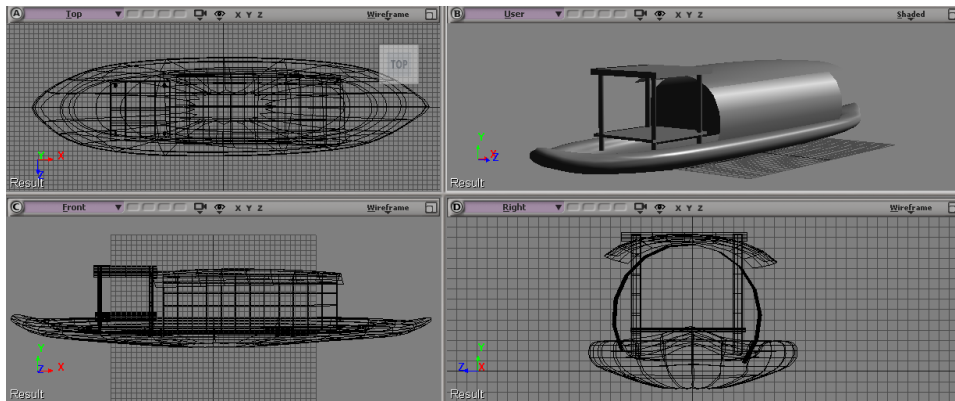 A Top X Y Z Wireframe
TOP
Y X
Z
Result
B User X Y Z Shaded
Y
X
Z
Result
C Front X Y Z Wireframe
Y
Z X
Result
D Right X Y Z Wireframe
Y
Z X
Result